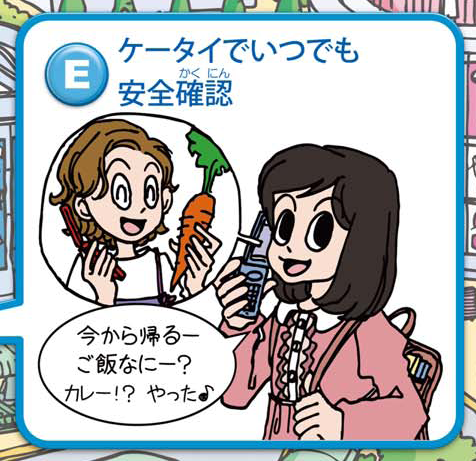 E
ケータイでいつでも
かくにん
安全確認
今から帰るー
ご飯なにー?
カレー!? やった♪